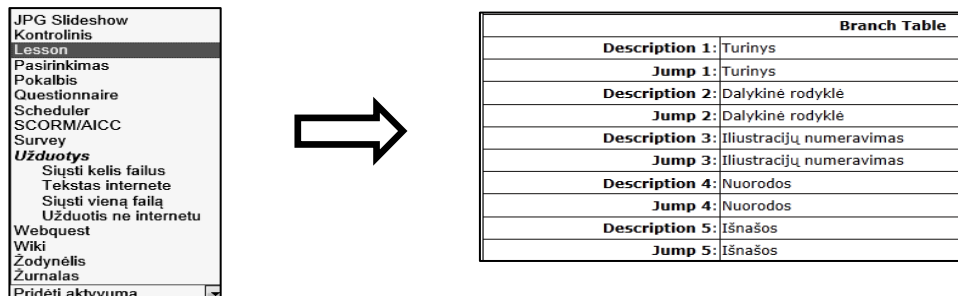 JPG Slideshow
Kontrolinis
Lesson
Pasirinkimas
Pokalbis
Questionnaire
Scheduler
SCORM/AICC
Survey
Užduotys
Siųsti kelis failus
Tekstas internete
Siųsti vieną failą
Užduotis ne internetu
Webquest
Wiki
Žodynėlis
Žurnalas
Pridėti aktyvumą
Branch Table
Description 1: Turinys
Jump 1: Turinys
Description 2: Dalykinė rodyklė
Jump 2: Dalykinė rodyklė
Description 3: Iliustracijų numeravimas
Jump 3: Iliustracijų numeravimas
Description 4: Nuorodos
Jump 4: Nuorodos
Description 5: Išnašos
Jump 5: Išnašos